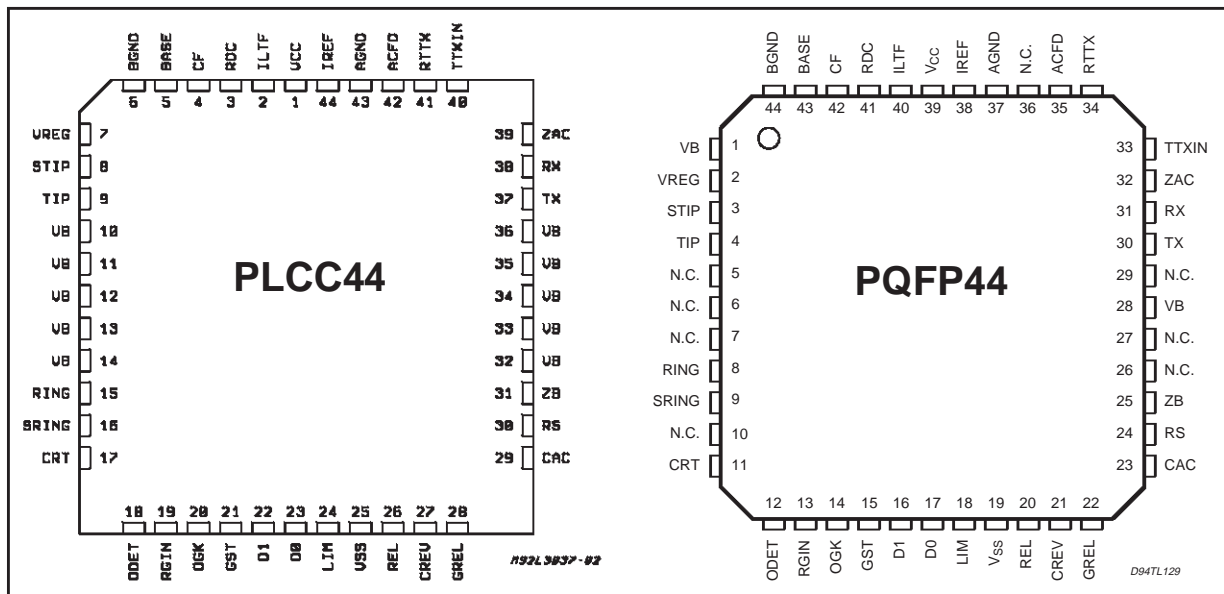 BGND BASE CF RDC ILTF VCC IREF AGND ACFD RTTX TTXIN
6 5 4 3 2 1 44 43 42 41 40
VREG 7 39 ZAC
STIP 8 38 RX
TIP 9 37 TX
VB 10 36 VB
VB 11 35 VB
VB 12 34 VB
VB 13 33 VB
VB 14 32 VB
RING 15 31 ZB
SRING 16 30 RS
CRT 17 29 CAC
PLCC44
18 19 20 21 22 23 24 25 26 27 28
ODET RGIN OGK GST D1 D0 LIM VSS REL CREV GREL
M92L3037-02
BGND BASE CF RDC ILTF VCC IREF AGND N.C. ACFD RTTX
44 43 42 41 40 39 38 37 36 35 34
VB 1 33 TTXIN
VREG 2 32 ZAC
STIP 3 31 RX
TIP 4 30 TX
N.C. 5 29 N.C.
N.C. 6 28 VB
N.C. 7 27 N.C.
RING 8 26 N.C.
SRING 9 25 ZB
N.C. 10 24 RS
CRT 11 23 CAC
PQFP44
12 13 14 15 16 17 18 19 20 21 22
ODET RGIN OGK GST D1 D0 LIM VSS REL CREV GREL
D94TL129